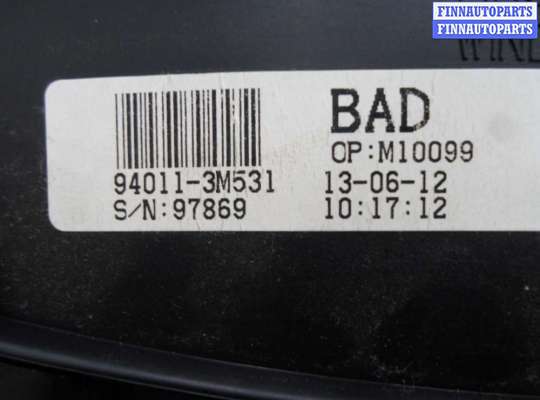 FINNAUTOPARTS
FINNAUTOPARTS
BAD
OP:M10099
94011-3M531 13-06-12
S/N:97869 10:17:12